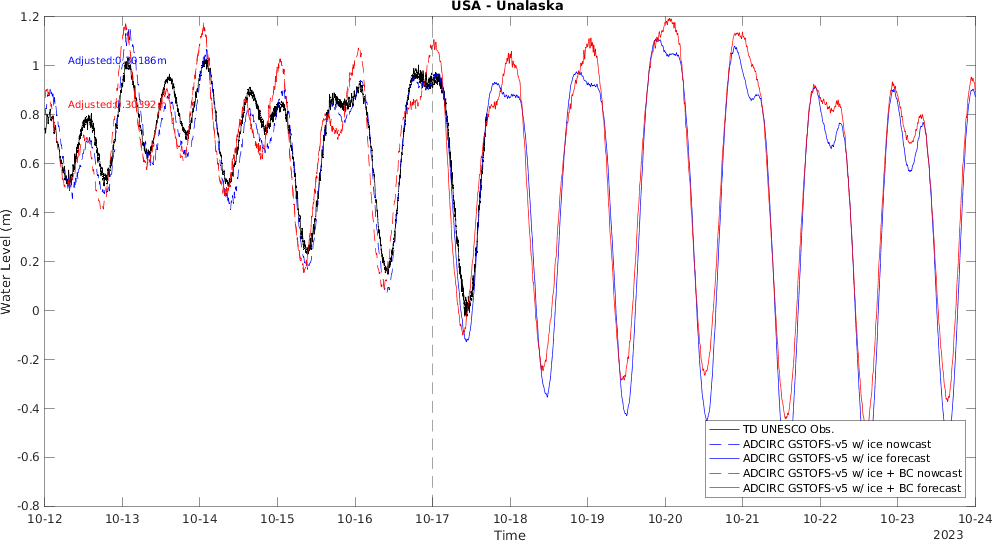 USA - Unalaska
1.2
1
0.8
0.6
0.4
0.2
0
-0.2
-0.4
-0.6
-0.8
Water Level (m)
Adjusted:0.30392m
TD UNESCO Obs.
ADCIRC GSTOFS-v5 w/ ice nowcast
ADCIRC GSTOFS-v5 w/ ice forecast
ADCIRC GSTOFS-v5 w/ ice + BC nowcast
ADCIRC GSTOFS-v5 w/ ice + BC forecast
10-12 10-13 10-14 10-15 10-16 10-17 10-18 10-19 10-20 10-21 10-22 10-23 10-24
Time
2023